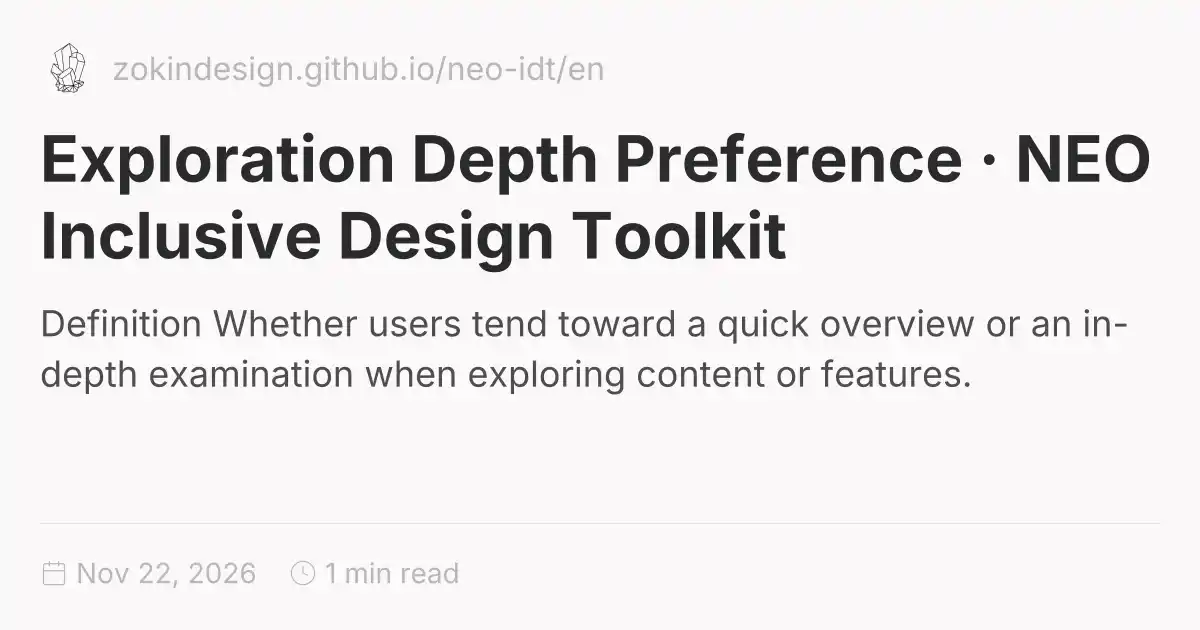 zokindesign.github.io/neo-idt/en
Exploration Depth Preference · NEO
Inclusive Design Toolkit
Definition Whether users tend toward a quick overview or an in-
depth examination when exploring content or features.
Nov 22, 2026 1 min read